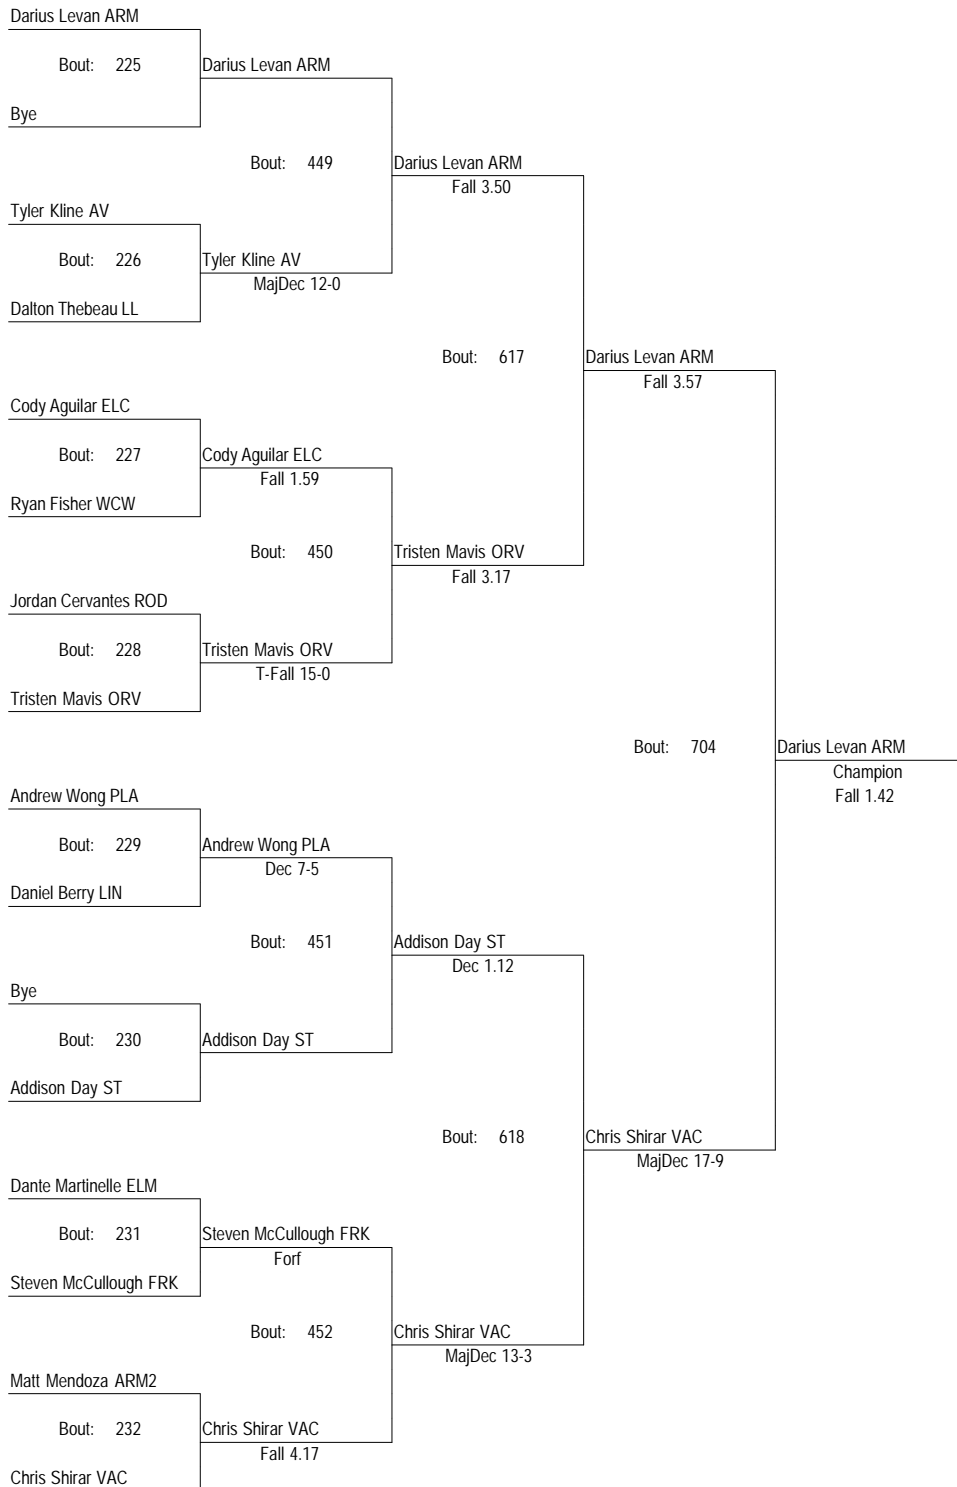 Darius Levan ARM
Bout: 225
Darius Levan ARM
Bye
Bout: 449
Darius Levan ARM
Fall 3.50
Tyler Kline AV
Bout: 226
Tyler Kline AV
MajDec 12-0
Dalton Thebeau LL
Bout: 617
Darius Levan ARM
Fall 3.57
Cody Aguilar ELC
Bout: 227
Cody Aguilar ELC
Fall 1.59
Ryan Fisher WCW
Bout: 450
Tristen Mavis ORV
Fall 3.17
Jordan Cervantes ROD
Bout: 228
Tristen Mavis ORV
T-Fall 15-0
Tristen Mavis ORV
Bout: 704
Darius Levan ARM
Champion
Fall 1.42
Andrew Wong PLA
Bout: 229
Andrew Wong PLA
Dec 7-5
Daniel Berry LIN
Bout: 451
Addison Day ST
Dec 1.12
Bye
Bout: 230
Addison Day ST
Addison Day ST
Bout: 618
Chris Shirar VAC
MajDec 17-9
Dante Martinelle ELM
Bout: 231
Steven McCullough FRK
Forf
Steven McCullough FRK
Bout: 452
Chris Shirar VAC
MajDec 13-3
Matt Mendoza ARM2
Bout: 232
Chris Shirar VAC
Fall 4.17
Chris Shirar VAC